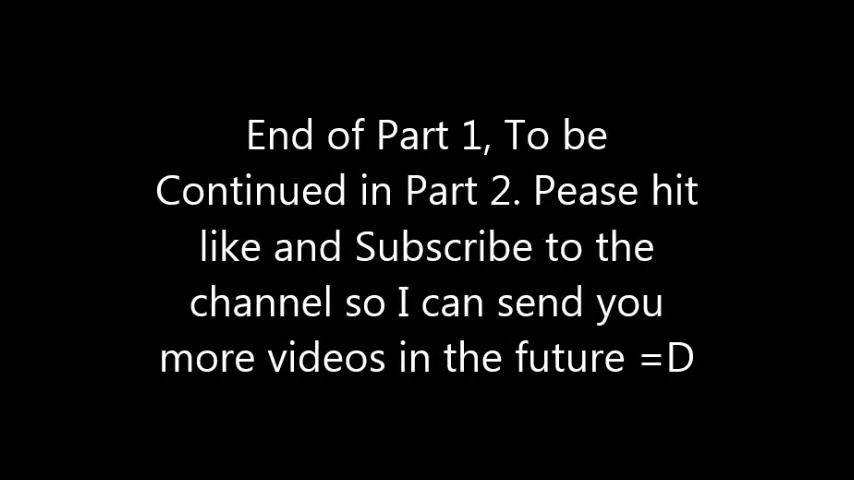 End of Part 1, To be
Continued in Part 2. Pease hit
like and Subscribe to the
channel so I can send you
more videos in the future =D